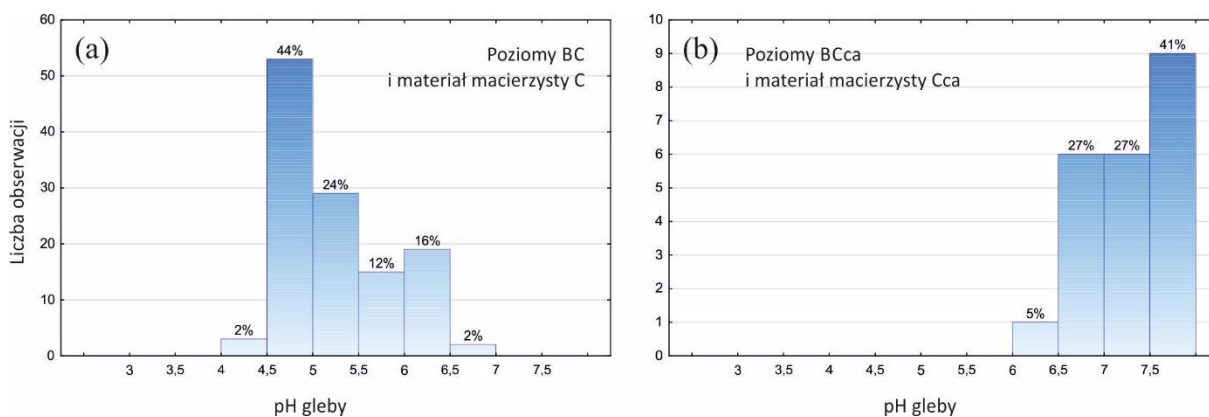 (a)
Poziomy BC
i materiał macierzysty C
Liczba obserwacji
60
50
40
30
20
10
0
2%
44%
24%
12%
16%
2%
3 3,5 4 4,5 5 5,5 6 6,5 7 7,5
pH gleby
(b)
Poziomy BCca
i materiał macierzysty Cca
10
9
8
7
6
5
4
3
2
1
0
5%
27%
27%
41%
3 3,5 4 4,5 5 5,5 6 6,5 7 7,5
pH gleby